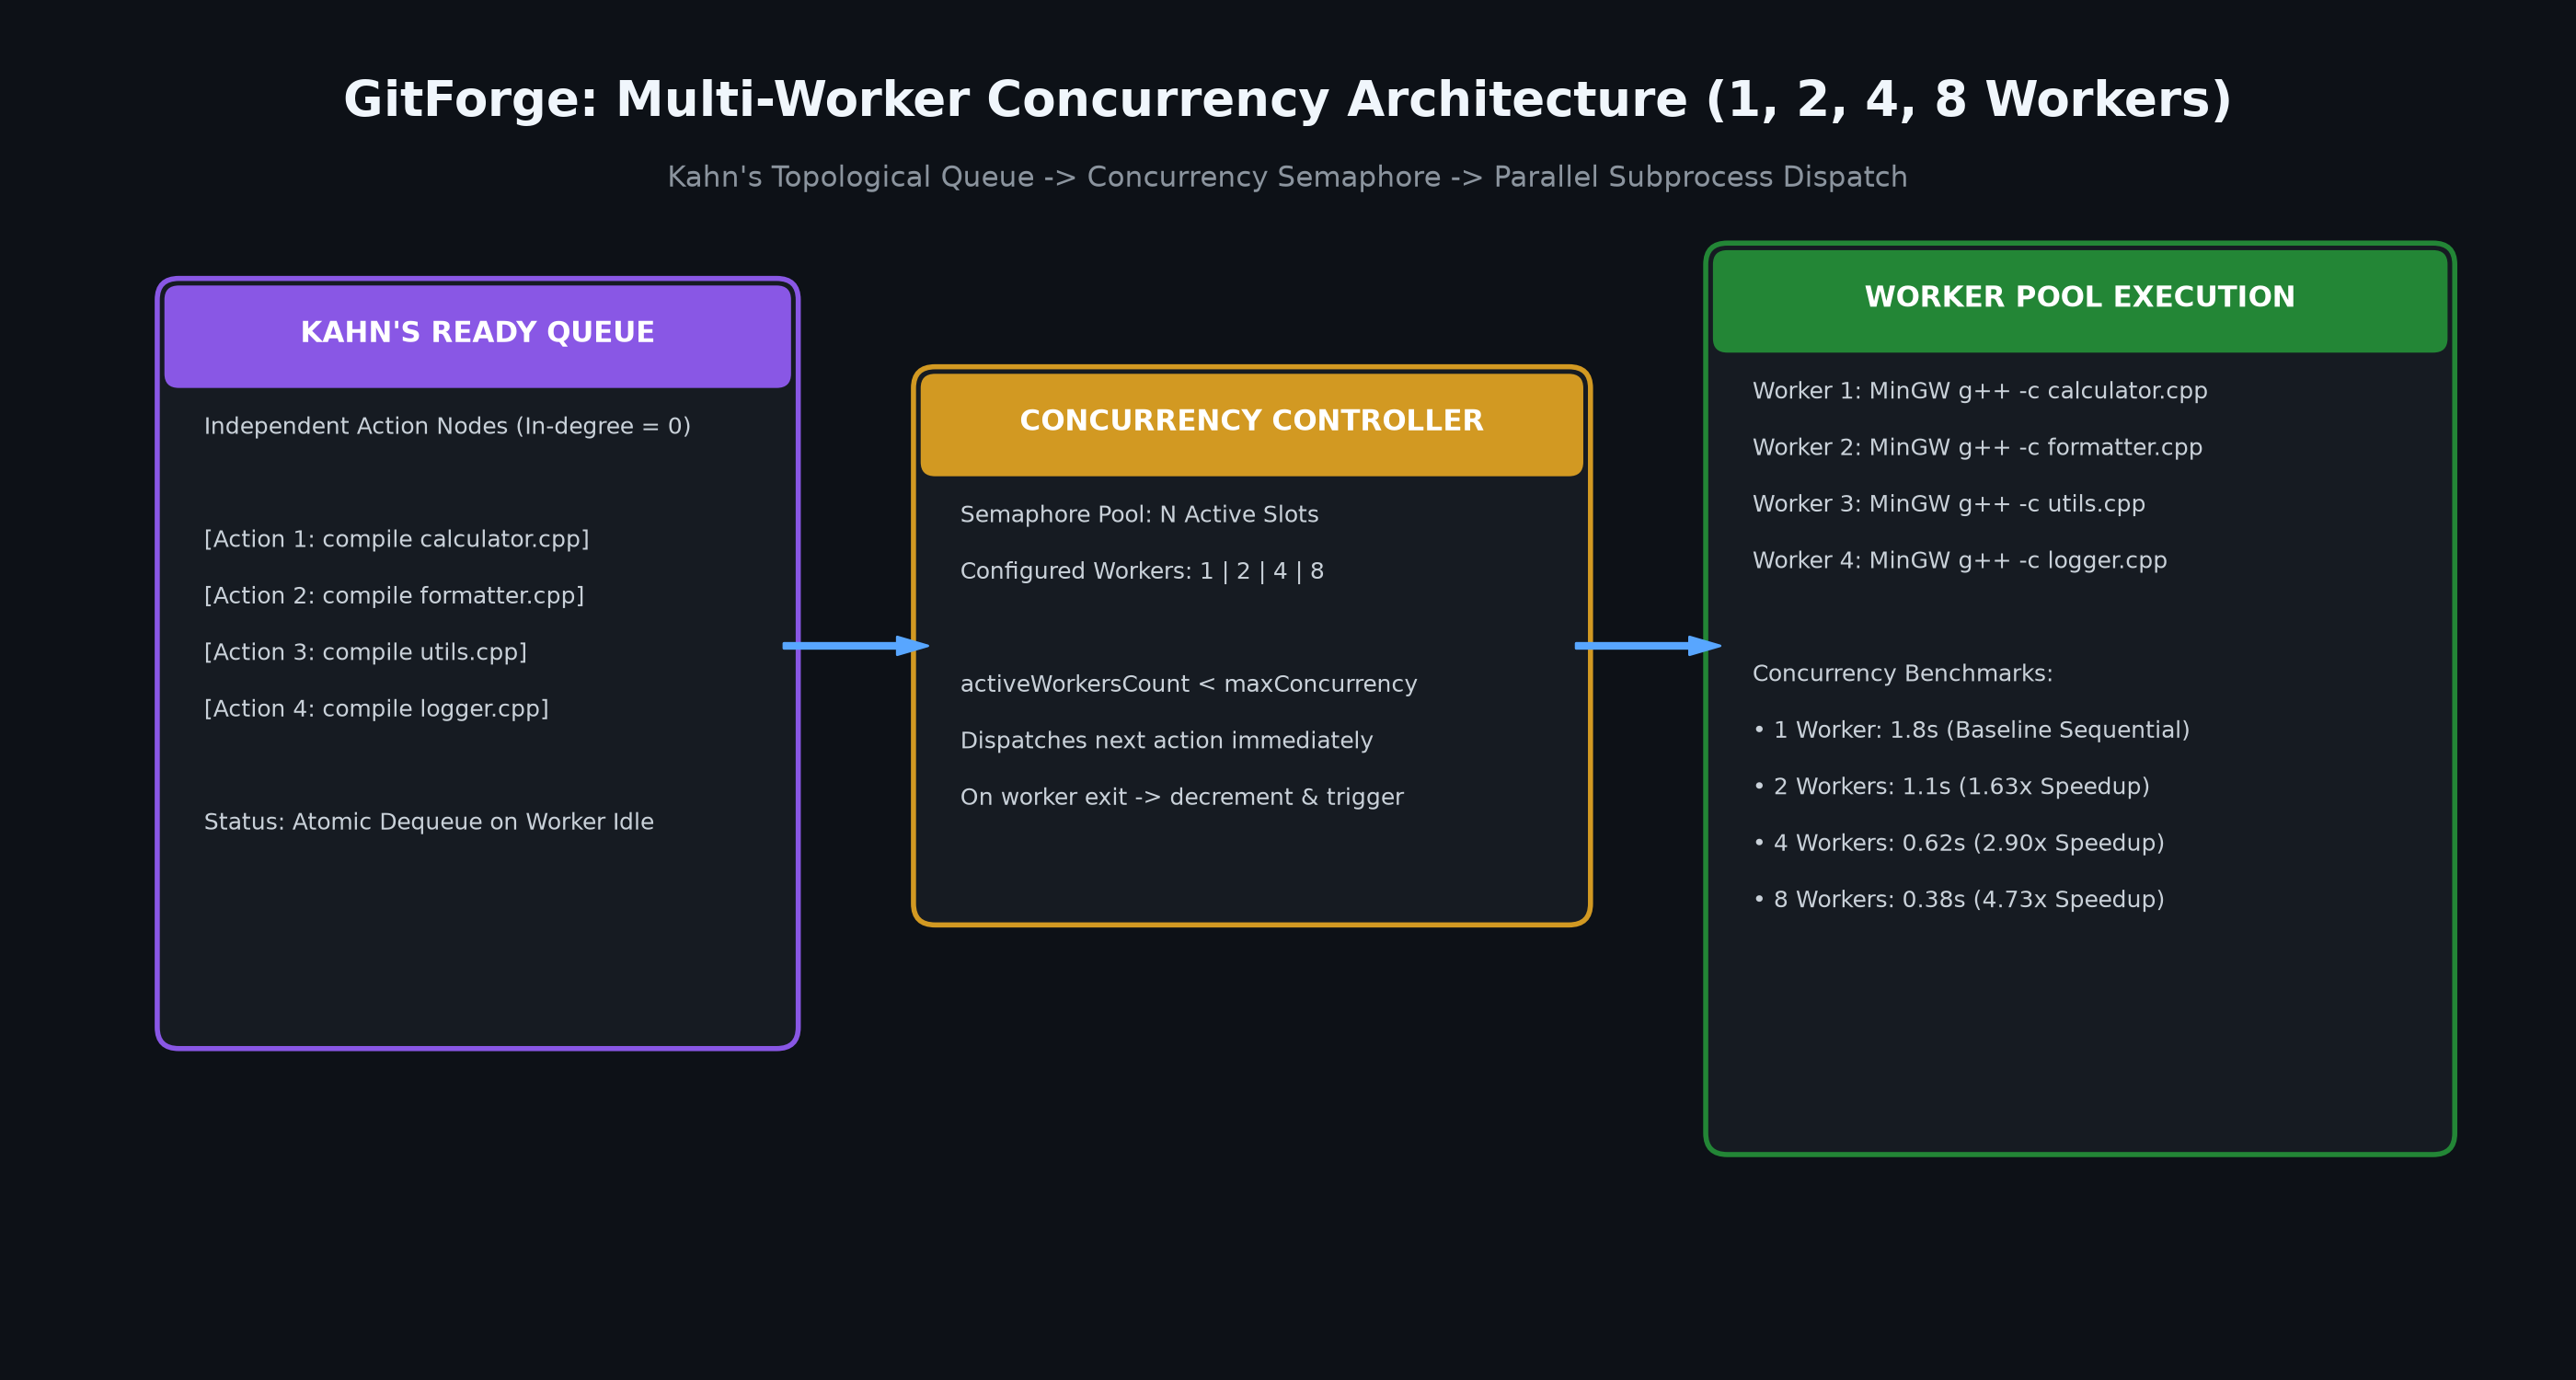 GitForge: Multi-Worker Concurrency Architecture (1, 2, 4, 8 Workers)
Kahn's Topological Queue -> Concurrency Semaphore -> Parallel Subprocess Dispatch
KAHN'S READY QUEUE
Independent Action Nodes (In-degree = 0)
[Action 1: compile calculator.cpp]
[Action 2: compile formatter.cpp]
[Action 3: compile utils.cpp]
[Action 4: compile logger.cpp]
Status: Atomic Dequeue on Worker Idle
CONCURRENCY CONTROLLER
Semaphore Pool: N Active Slots
Configured Workers: 1 | 2 | 4 | 8
activeWorkersCount < maxConcurrency
Dispatches next action immediately
On worker exit -> decrement & trigger
WORKER POOL EXECUTION
Worker 1: MinGW g++ -c calculator.cpp
Worker 2: MinGW g++ -c formatter.cpp
Worker 3: MinGW g++ -c utils.cpp
Worker 4: MinGW g++ -c logger.cpp
Concurrency Benchmarks:
• 1 Worker: 1.8s (Baseline Sequential)
• 2 Workers: 1.1s (1.63x Speedup)
• 4 Workers: 0.62s (2.90x Speedup)
• 8 Workers: 0.38s (4.73x Speedup)